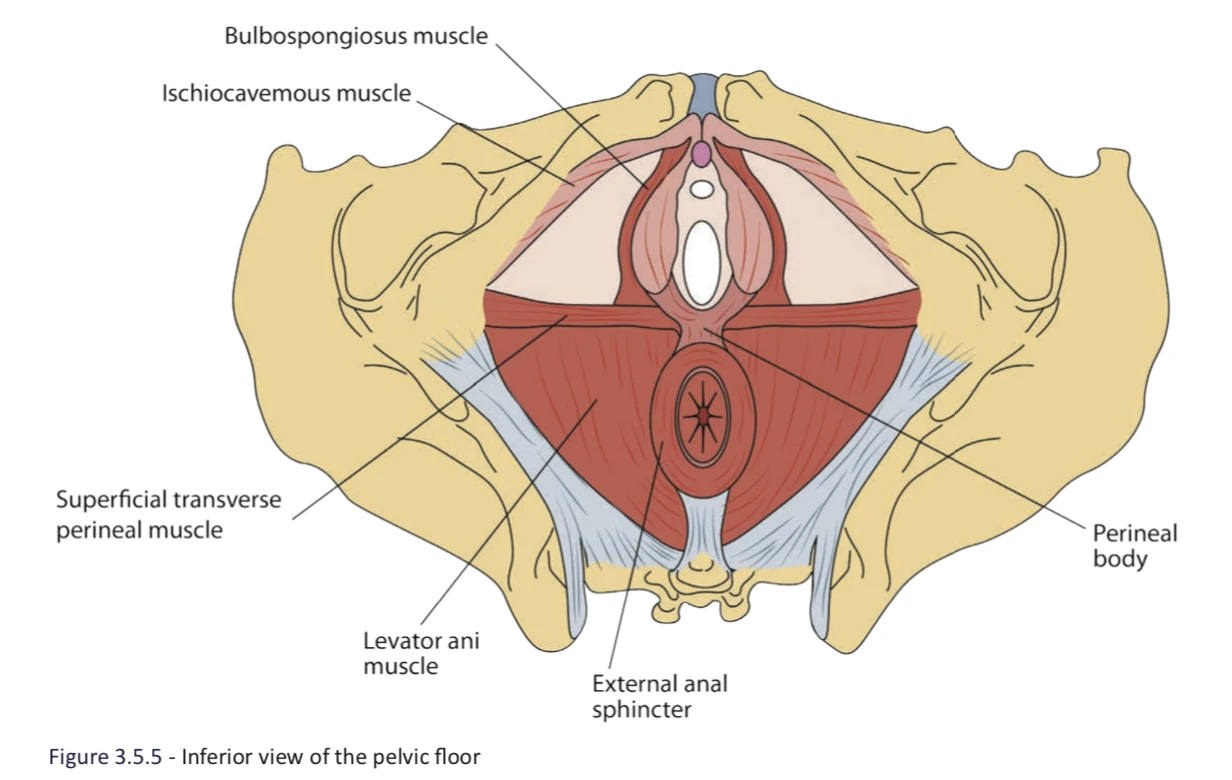 Bulbospongiosus muscle
Ischiocavemous muscle
Superficial transverse
perineal muscle
Perineal
body
Levator ani
muscle
External anal
sphincter
Figure 3.5.5 - Inferior view of the pelvic floor